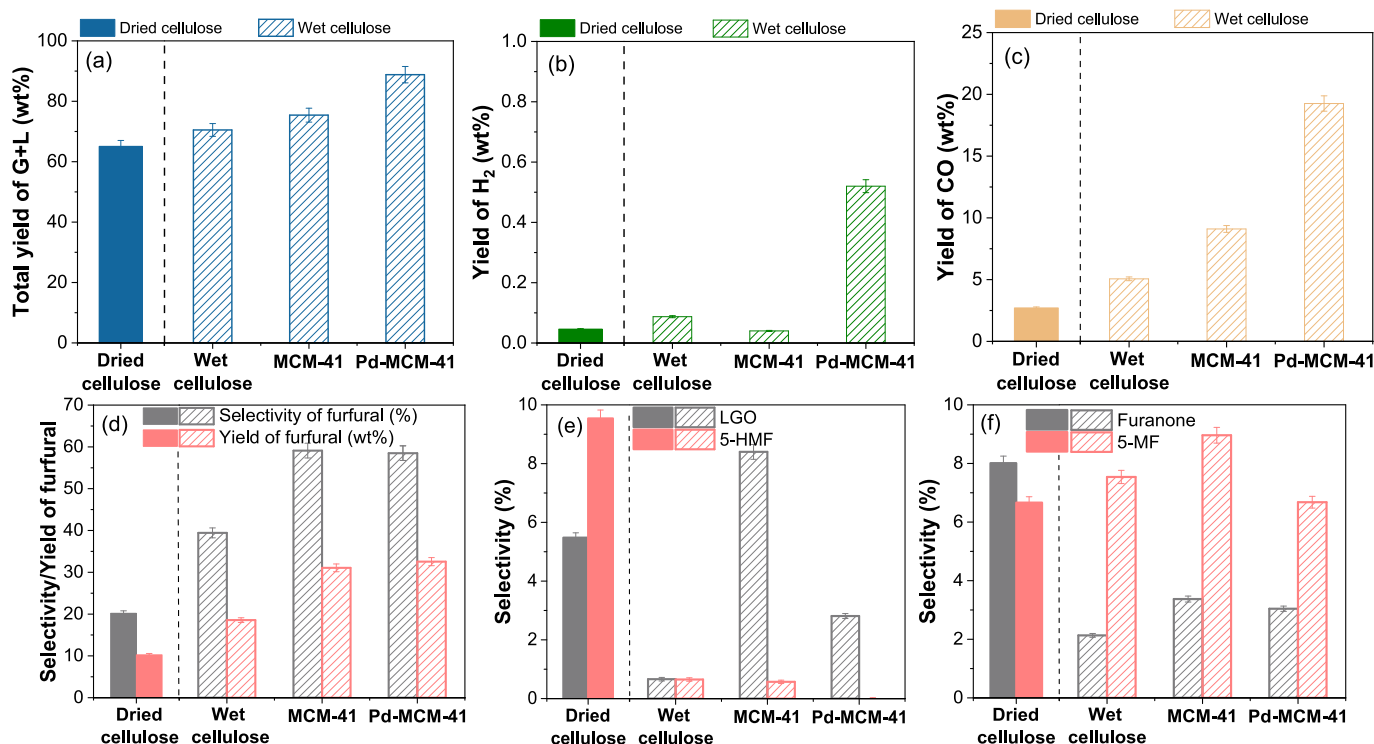 Dried cellulose Wet cellulose
(a)
Total yield of G+L (wt%)
100
80
60
40
20
0
Dried cellulose
Wet cellulose
MCM-41
Pd-MCM-41
Dried cellulose Wet cellulose
(b)
Yield of H2 (wt%)
1.0
0.8
0.6
0.4
0.2
0.0
Dried cellulose
Wet cellulose
MCM-41
Pd-MCM-41
Dried cellulose Wet cellulose
(c)
Yield of CO (wt%)
25
20
15
10
5
0
Dried cellulose
Wet cellulose
MCM-41
Pd-MCM-41
(d)
Selectivity of furfural (%)
Yield of furfural (wt%)
Selectivity/Yield of furfural
70
60
50
40
30
20
10
0
Dried cellulose
Wet cellulose
MCM-41
Pd-MCM-41
(e)
LGO
5-HMF
Selectivity (%)
10
8
6
4
2
0
Dried cellulose
Wet cellulose
MCM-41
Pd-MCM-41
(f)
Furanone
5-MF
Selectivity (%)
10
8
6
4
2
0
Dried cellulose
Wet cellulose
MCM-41
Pd-MCM-41